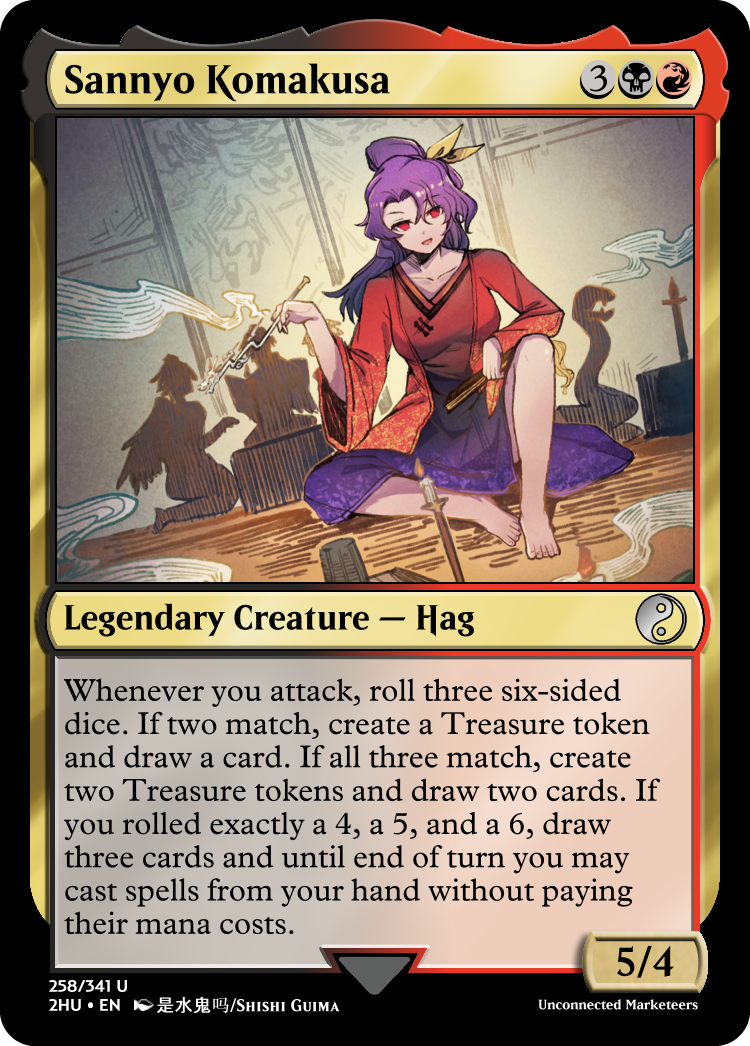 Sannyo Komakusa 3
Legendary Creature — Hag
Whenever you attack, roll three six-sided
dice. If two match, create a Treasure token
and draw a card. If all three match, create
two Treasure tokens and draw two cards. If
you rolled exactly a 4, a 5, and a 6, draw
three cards and until end of turn you may
cast spells from your hand without paying
their mana costs.
5/4
258/341 U
2HU • EN 是水鬼吗/Shishi Guima
Unconnected Marketeers